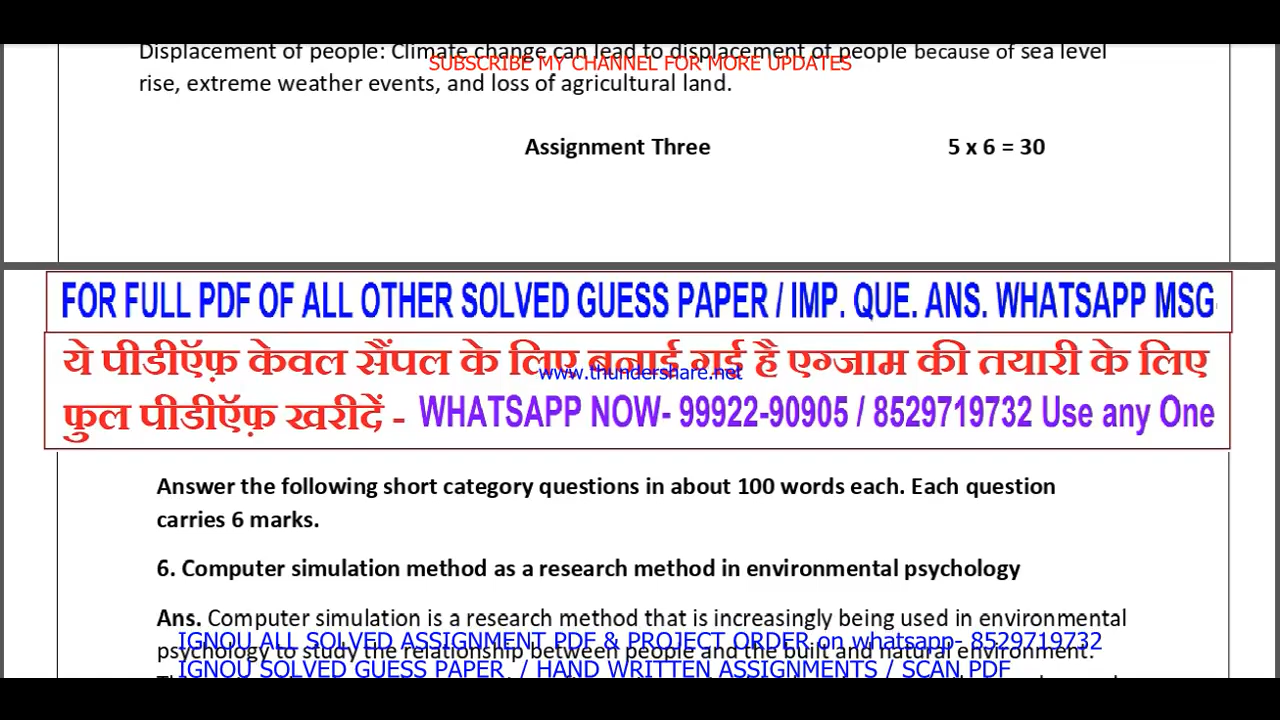 Displacement of people: Climate change can lead to displacement of people because of sea level
SUBSCRIBE MY CHANNEL FOR MORE UPDATES
rise, extreme weather events, and loss of agricultural land.
Assignment Three 5 x 6 = 30
FOR FULL PDF OF ALL OTHER SOLVED GUESS PAPER / IMP. QUE. ANS. WHATSAPP MSG
ये पीडीऍफ़ केवल सैंपल के लिए बनाई गई है एग्जाम की तयारी के लिए
www.thundershare.net
फुल पीडीऍफ़ खरीदें - WHATSAPP NOW- 99922-90905 / 8529719732 Use any One
Answer the following short category questions in about 100 words each. Each question
carries 6 marks.
6. Computer simulation method as a research method in environmental psychology
Ans. Computer simulation is a research method that is increasingly being used in environmental
IGNOU ALL SOLVED ASSIGNMENT PDF & PROJECT ORDER on whatsapp- 8529719732
psychology to study the relationship between people and the built and natural environment.
IGNOU SOLVED GUESS PAPER / HAND WRITTEN ASSIGNMENTS / SCAN PDF